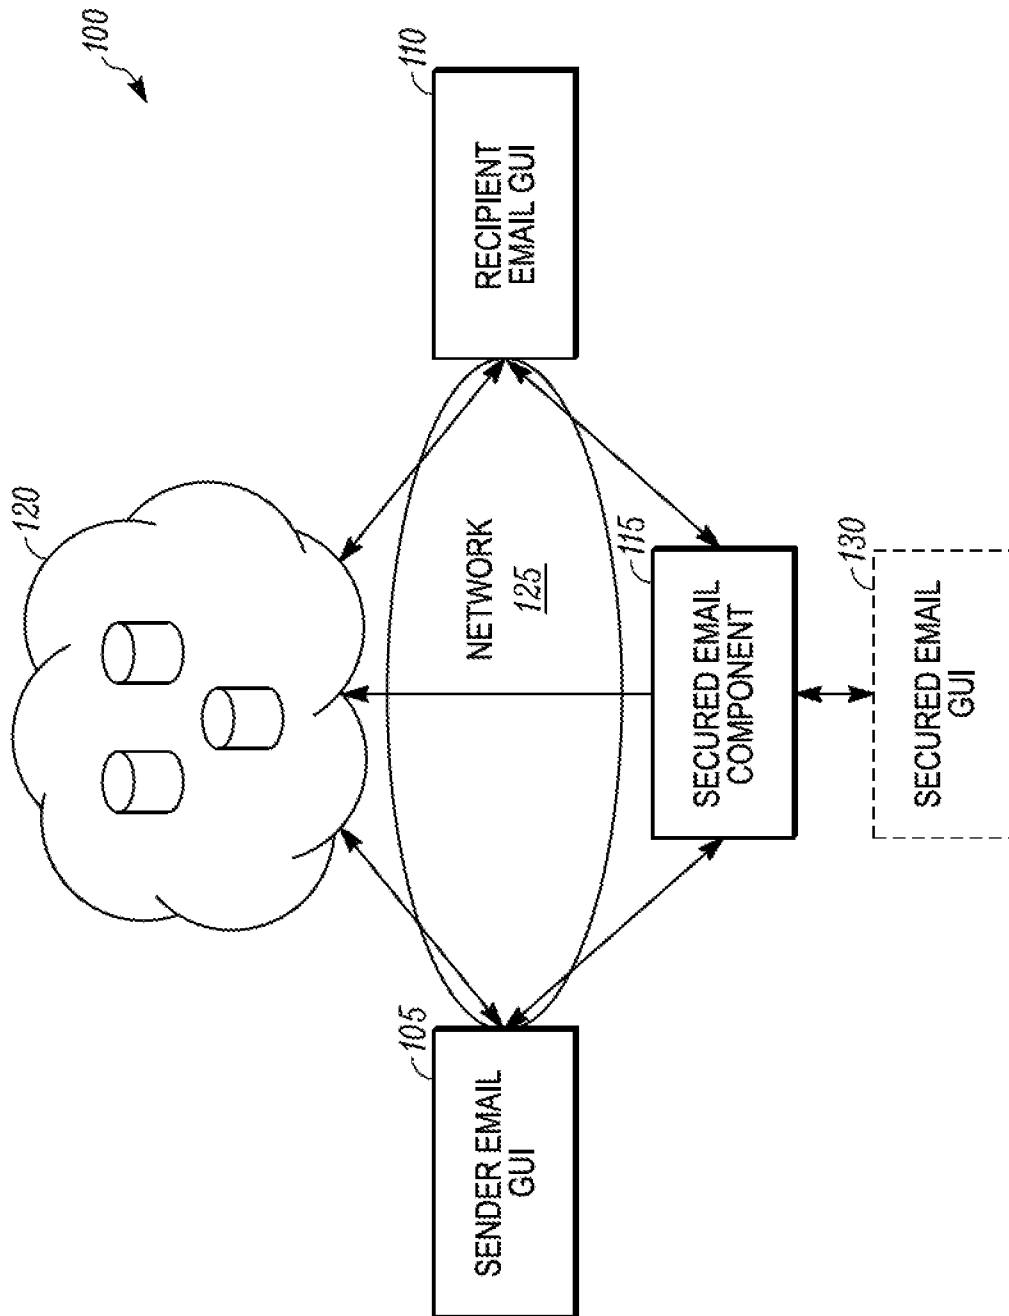 100
120
105
SENDER EMAIL
GUI
NETWORK
125
110
RECIPIENT
EMAIL GUI
115
SECURED EMAIL
COMPONENT
130
SECURED EMAIL
GUI